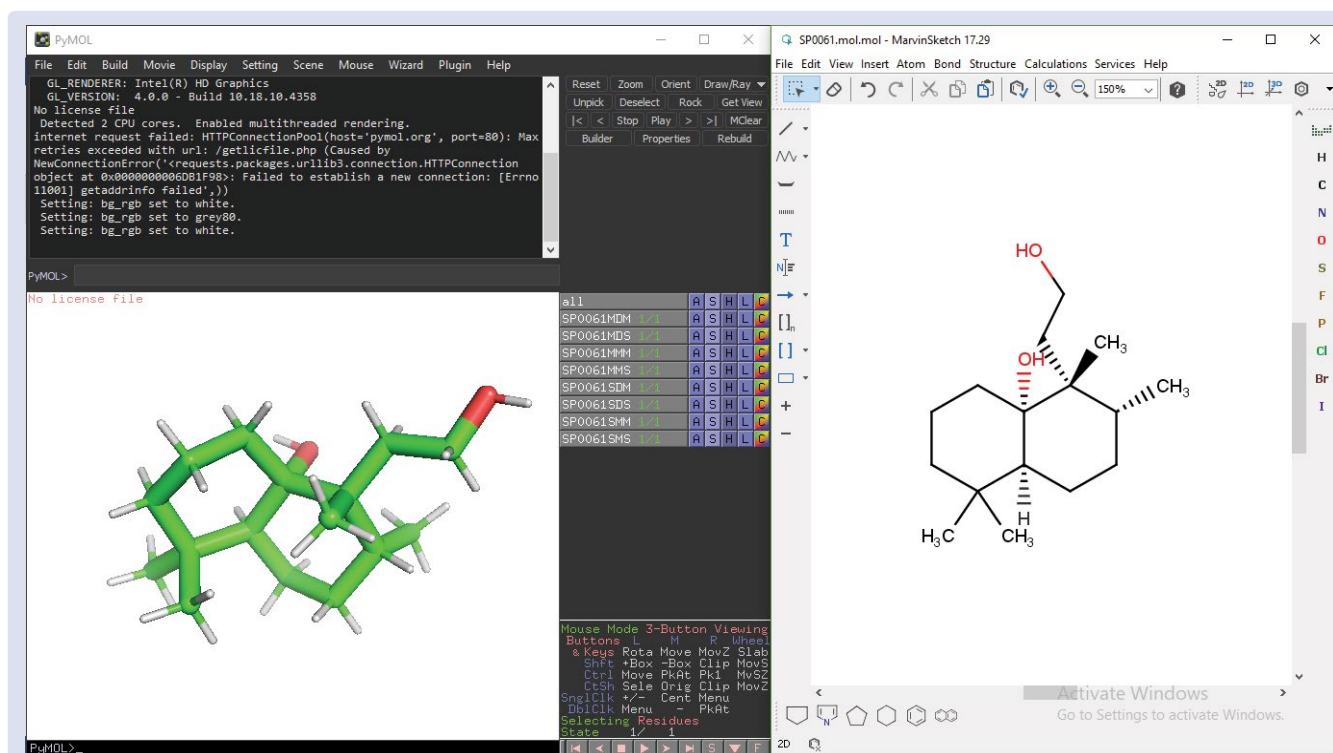 PyMOL
File Edit Build Movie Display Setting Scene Mouse Wizard Plugin Help
GL_RENDERER: Intel(R) HD Graphics
GL_VERSION: 4.0.0 - Build 10.18.10.4358
No license file
Detected 2 CPU cores. Enabled multithreaded rendering.
internet request failed: HTTPConnectionPool(host='pymol.org', port=80): Max
retries exceeded with url: /getlicfile.php (Caused by
NewConnectionError('<requests.packages.urllib3.connection.HTTPConnection
object at 0x0000000006DB1F98>: Failed to establish a new connection: [Errno
11001] getaddrinfo failed',))
Setting: bg_rgb set to white.
Setting: bg_rgb set to grey80.
Setting: bg_rgb set to white.
PyMOL>
Reset Zoom Orient Draw/Ray
Unpick Deselect Rock Get View
|< < Stop Play > >| MClear
Builder Properties Rebuild
No license file
all A S H L C
SP0061MDM 1/1 A S H L C
SP0061MDS 1/1 A S H L C
SP0061MMM 1/1 A S H L C
SP0061MMS 1/1 A S H L C
SP0061SDM 1/1 A S H L C
SP0061SDS 1/1 A S H L C
SP0061SMM 1/1 A S H L C
SP0061SMS 1/1 A S H L C
Mouse Mode 3-Button Viewing
Buttons L M R Wheel
& Keys Rota Move MovZ Slab
Shft +Box -Box Clip MovS
Ctrl Move PkAt Pk1 MvSZ
CtSh Sele Orig Clip MovZ
SnglClk +/- Cent Menu
DblClk Menu - PkAt
Selecting Residues
State 1/ 1
S F
PyMOL>_
SP0061.mol.mol - MarvinSketch 17.29
File Edit View Insert Atom Bond Structure Calculations Services Help
150%
2D 2D 3D
T
N
[ ]n
[ ]
+
−
H
C
N
O
S
F
P
Cl
Br
I
HO
OH
CH3
CH3
H
H3C
CH3
Activate Windows
Go to Settings to activate Windows.
N
2D